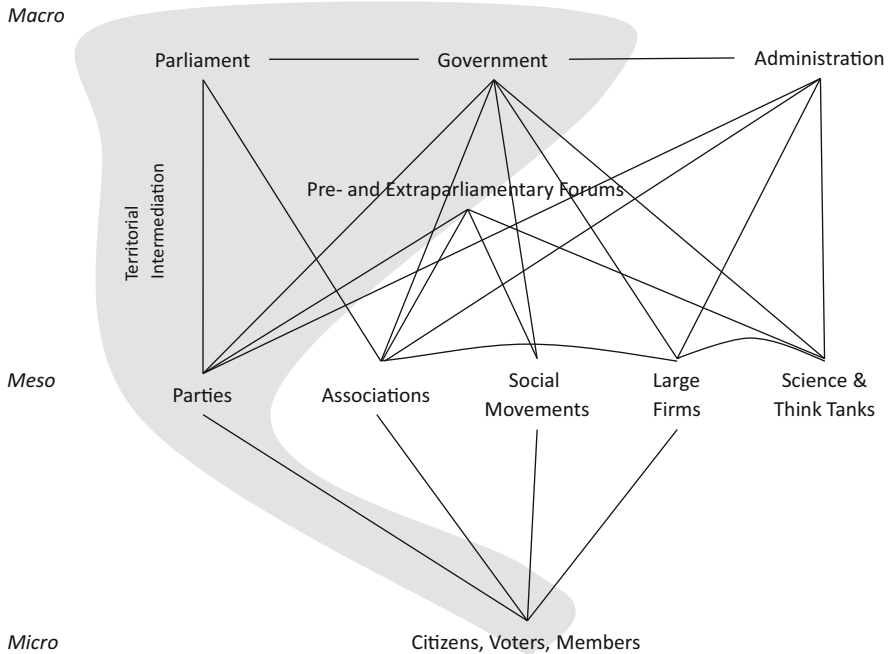 Macro
Parliament
Government
Administration
Pre- and Extraparliamentary Forums
Territorial
Intermediation
Meso
Parties
Associations
Social
Movements
Large
Firms
Science &
Think Tanks
Micro
Citizens, Voters, Members